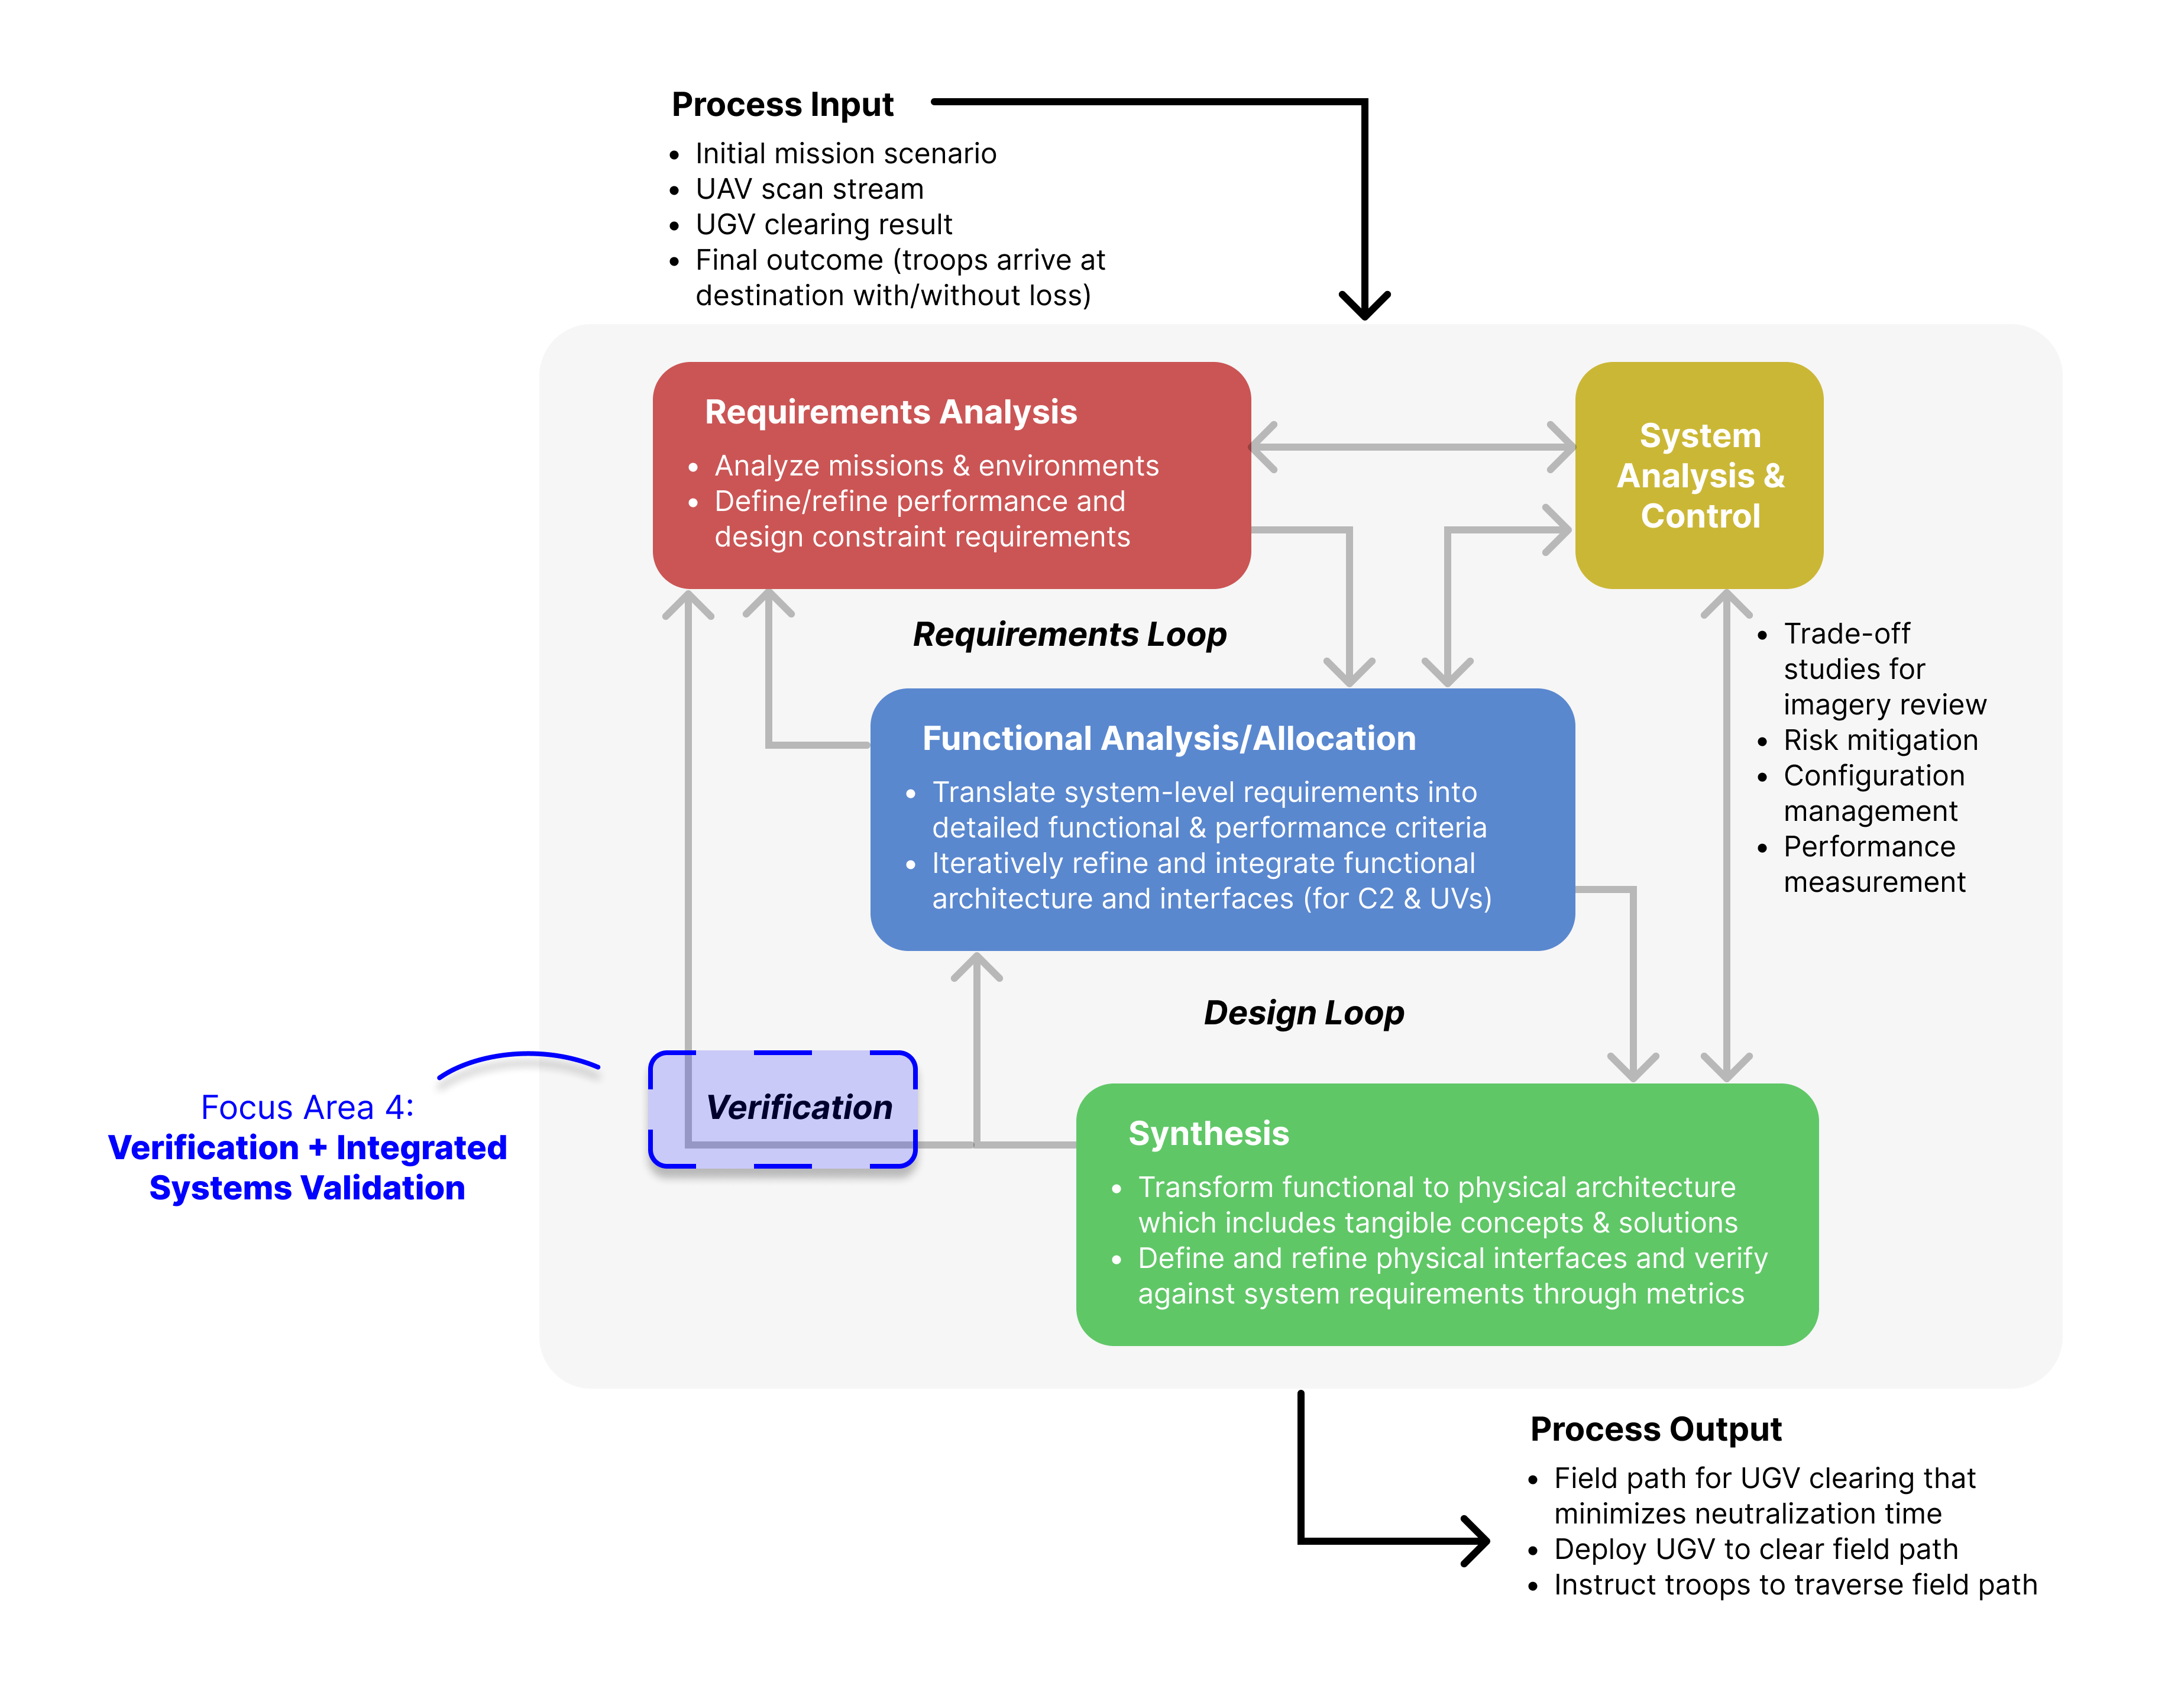 Process Input
• Initial mission scenario
• UAV scan stream
• UGV clearing result
• Final outcome (troops arrive at
destination with/without loss)
Requirements Analysis
• Analyze missions & environments
• Define/refine performance and
design constraint requirements
System
Analysis &
Control
Requirements Loop
• Trade-off
studies for
imagery review
• Risk mitigation
• Configuration
management
• Performance
measurement
Functional Analysis/Allocation
• Translate system-level requirements into
detailed functional & performance criteria
• Iteratively refine and integrate functional
architecture and interfaces (for C2 & UVs)
Design Loop
Focus Area 4:
Verification + Integrated
Systems Validation
Verification
Synthesis
• Transform functional to physical architecture
which includes tangible concepts & solutions
• Define and refine physical interfaces and verify
against system requirements through metrics
Process Output
• Field path for UGV clearing that
minimizes neutralization time
• Deploy UGV to clear field path
• Instruct troops to traverse field path